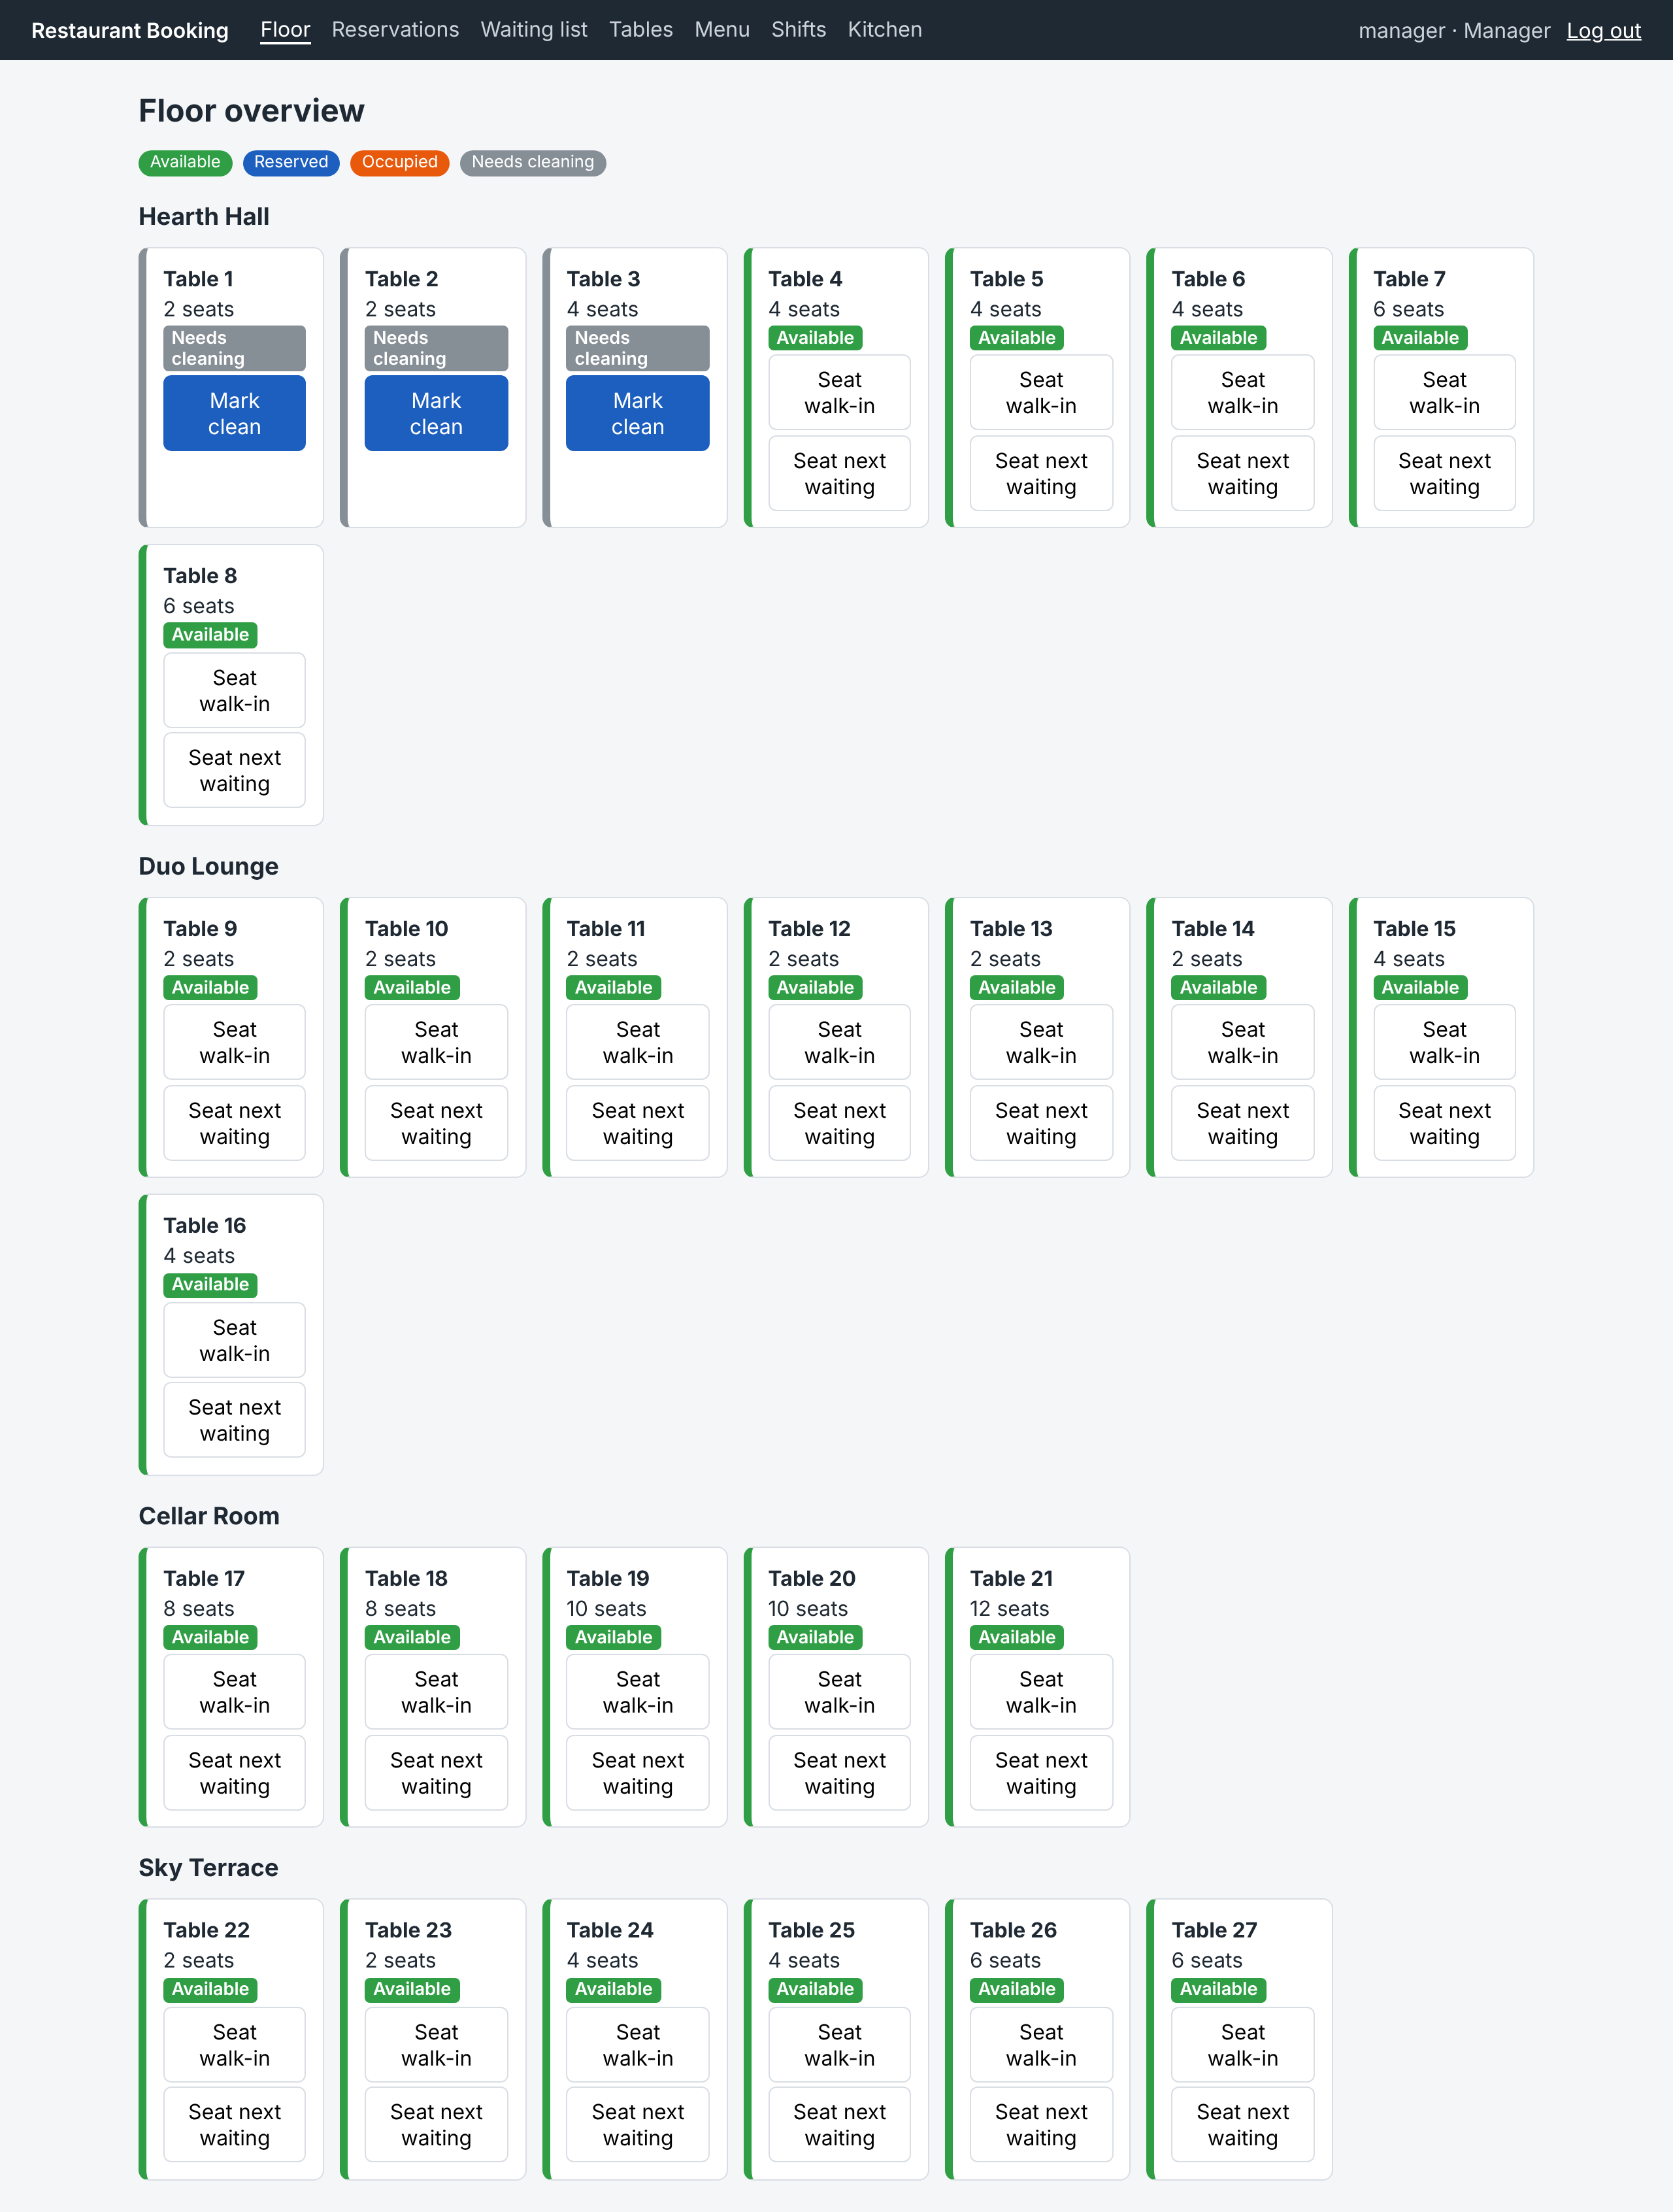 Restaurant Booking Floor Reservations Waiting list Tables Menu Shifts Kitchen manager · Manager Log out
Floor overview
Available Reserved Occupied Needs cleaning
Hearth Hall
Table 1
2 seats
Needs
cleaning
Mark
clean
Table 2
2 seats
Needs
cleaning
Mark
clean
Table 3
4 seats
Needs
cleaning
Mark
clean
Table 4
4 seats
Available
Seat
walk-in
Seat next
waiting
Table 5
4 seats
Available
Seat
walk-in
Seat next
waiting
Table 6
4 seats
Available
Seat
walk-in
Seat next
waiting
Table 7
6 seats
Available
Seat
walk-in
Seat next
waiting
Table 8
6 seats
Available
Seat
walk-in
Seat next
waiting
Duo Lounge
Table 9
2 seats
Available
Seat
walk-in
Seat next
waiting
Table 10
2 seats
Available
Seat
walk-in
Seat next
waiting
Table 11
2 seats
Available
Seat
walk-in
Seat next
waiting
Table 12
2 seats
Available
Seat
walk-in
Seat next
waiting
Table 13
2 seats
Available
Seat
walk-in
Seat next
waiting
Table 14
2 seats
Available
Seat
walk-in
Seat next
waiting
Table 15
4 seats
Available
Seat
walk-in
Seat next
waiting
Table 16
4 seats
Available
Seat
walk-in
Seat next
waiting
Cellar Room
Table 17
8 seats
Available
Seat
walk-in
Seat next
waiting
Table 18
8 seats
Available
Seat
walk-in
Seat next
waiting
Table 19
10 seats
Available
Seat
walk-in
Seat next
waiting
Table 20
10 seats
Available
Seat
walk-in
Seat next
waiting
Table 21
12 seats
Available
Seat
walk-in
Seat next
waiting
Sky Terrace
Table 22
2 seats
Available
Seat
walk-in
Seat next
waiting
Table 23
2 seats
Available
Seat
walk-in
Seat next
waiting
Table 24
4 seats
Available
Seat
walk-in
Seat next
waiting
Table 25
4 seats
Available
Seat
walk-in
Seat next
waiting
Table 26
6 seats
Available
Seat
walk-in
Seat next
waiting
Table 27
6 seats
Available
Seat
walk-in
Seat next
waiting